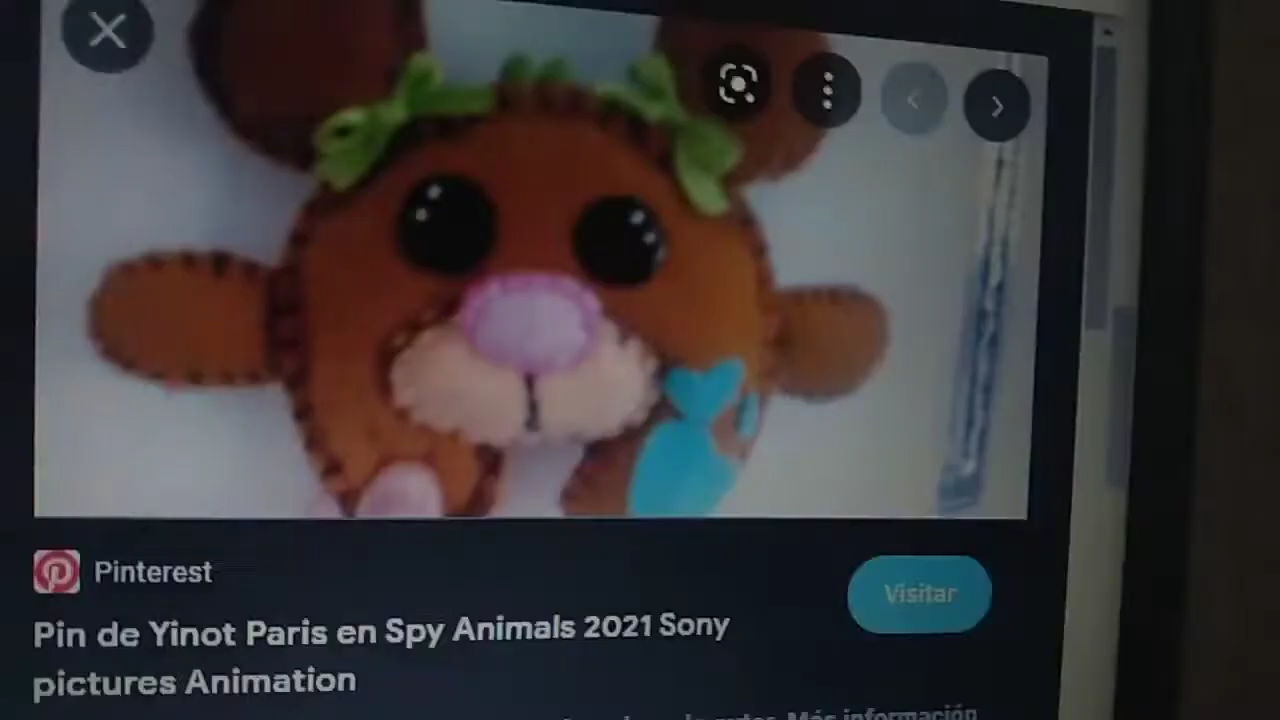 Pinterest
Visitar
Pin de Yinot Paris en Spy Animals 2021 Sony
pictures Animation
Más información